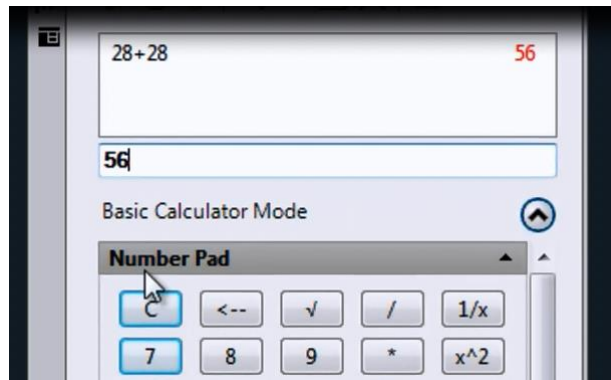 28+28 56
56
Basic Calculator Mode
Number Pad
C <-- √ / 1/x
7 8 9 * x^2